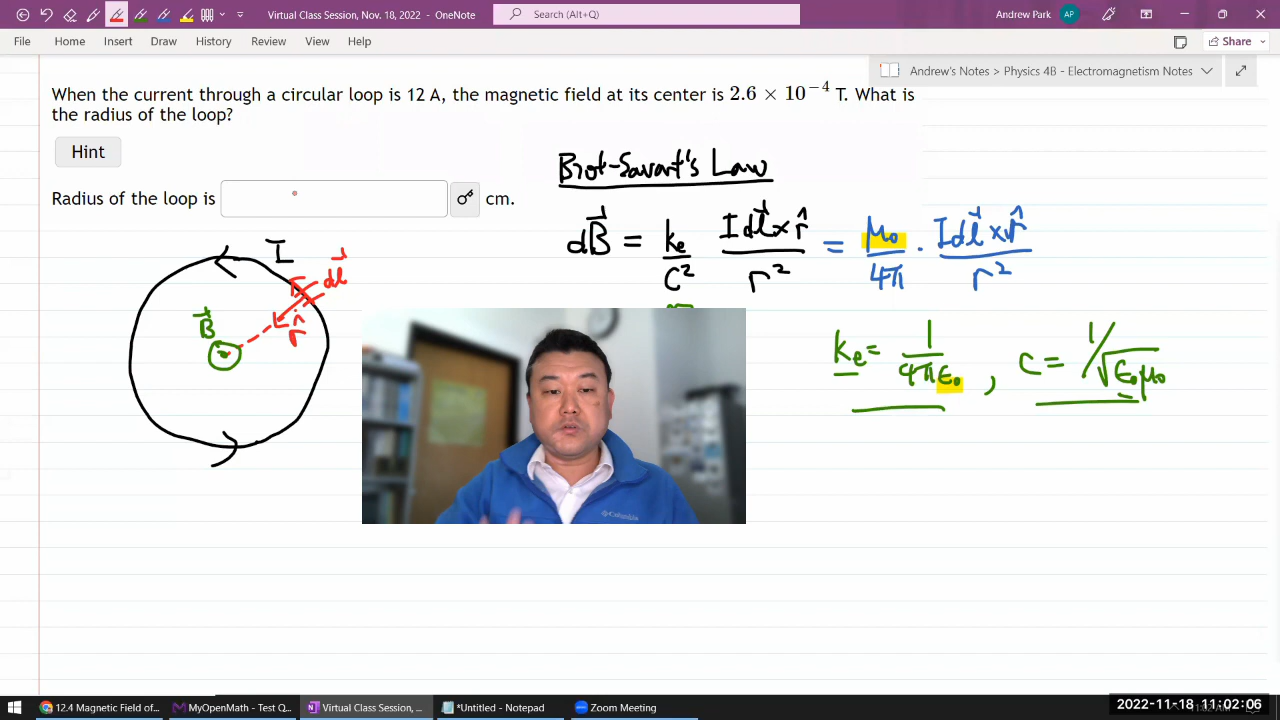 Virtual Class Session, Nov. 18, 2022 - OneNote
Search (Alt+Q)
Andrew Park
AP
File Home Insert Draw History Review View Help
Share
Andrew's Notes > Physics 4B - Electromagnetism Notes
When the current through a circular loop is 12 A, the magnetic field at its center is 2.6 × 10⁻⁴ T. What is
the radius of the loop?
Hint
Radius of the loop is
cm.
Biot-Savart's Law
dB⃗ = kₑ/c² Idl⃗ × r̂/r² = μ₀/4π · Idl⃗ × r̂/r²
I
dl⃗
r̂
B⃗
kₑ = 1/4πε₀ , c = 1/√ε₀μ₀
Columbia
12.4 Magnetic Field of...
MyOpenMath - Test Q...
Virtual Class Session, ...
*Untitled - Notepad
Zoom Meeting
2022-11-18 11:02:06